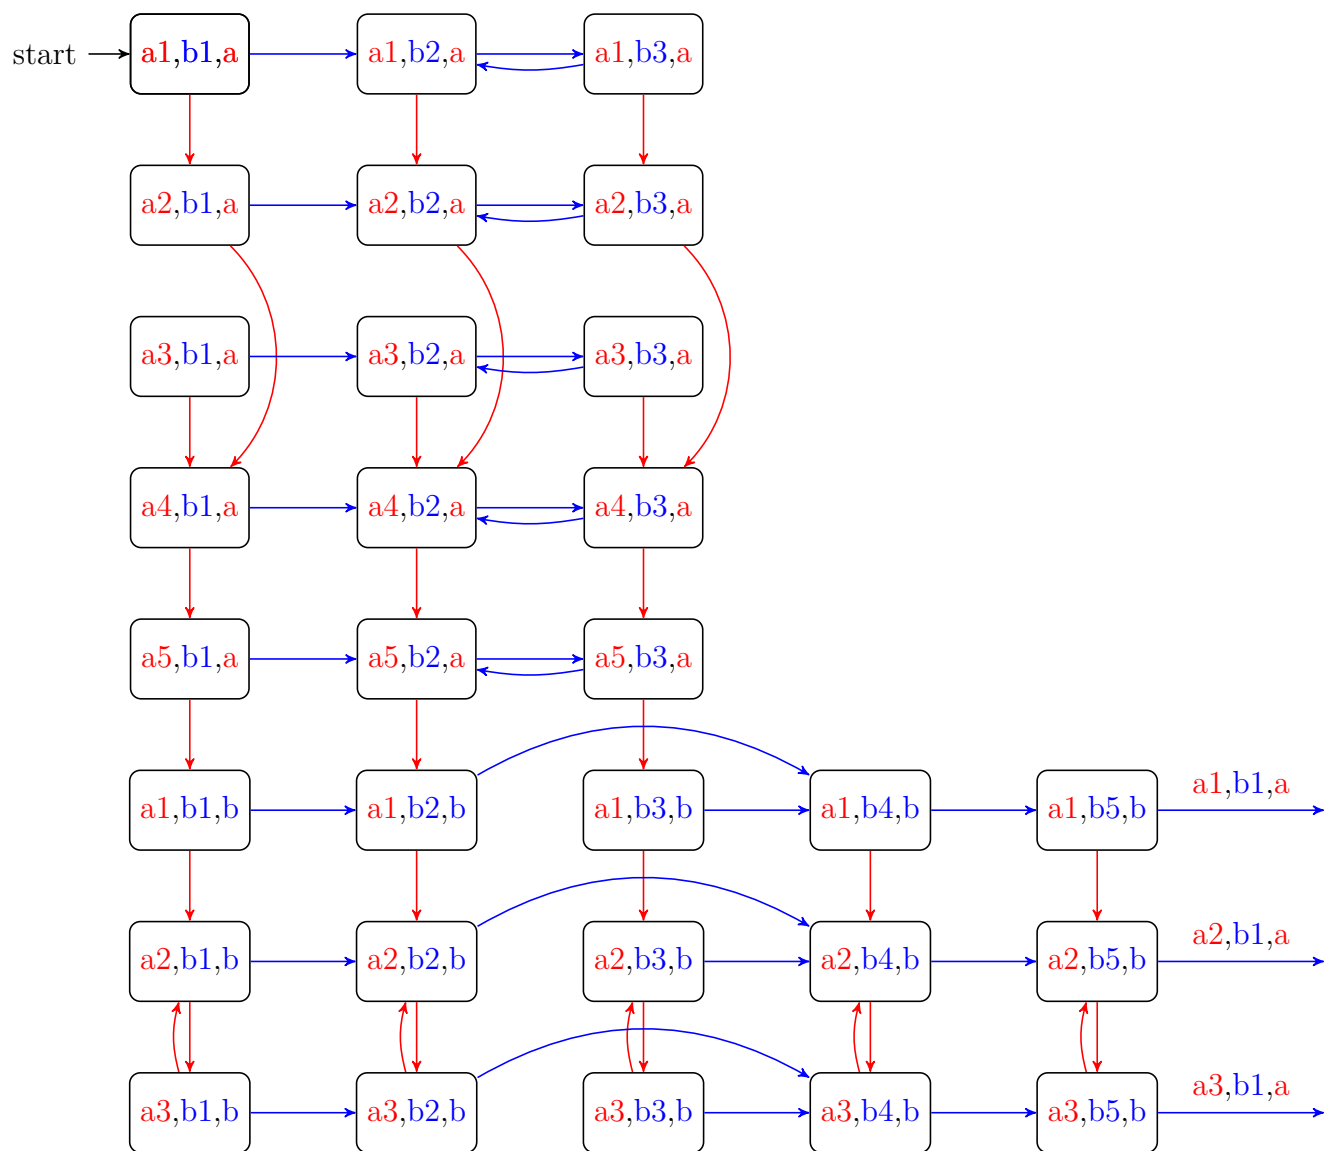 start a1,b1,a a1,b2,a a1,b3,a
a2,b1,a a2,b2,a a2,b3,a
a3,b1,a a3,b2,a a3,b3,a
a4,b1,a a4,b2,a a4,b3,a
a5,b1,a a5,b2,a a5,b3,a
a1,b1,b a1,b2,b a1,b3,b a1,b4,b a1,b5,b a1,b1,a
a2,b1,b a2,b2,b a2,b3,b a2,b4,b a2,b5,b a2,b1,a
a3,b1,b a3,b2,b a3,b3,b a3,b4,b a3,b5,b a3,b1,a